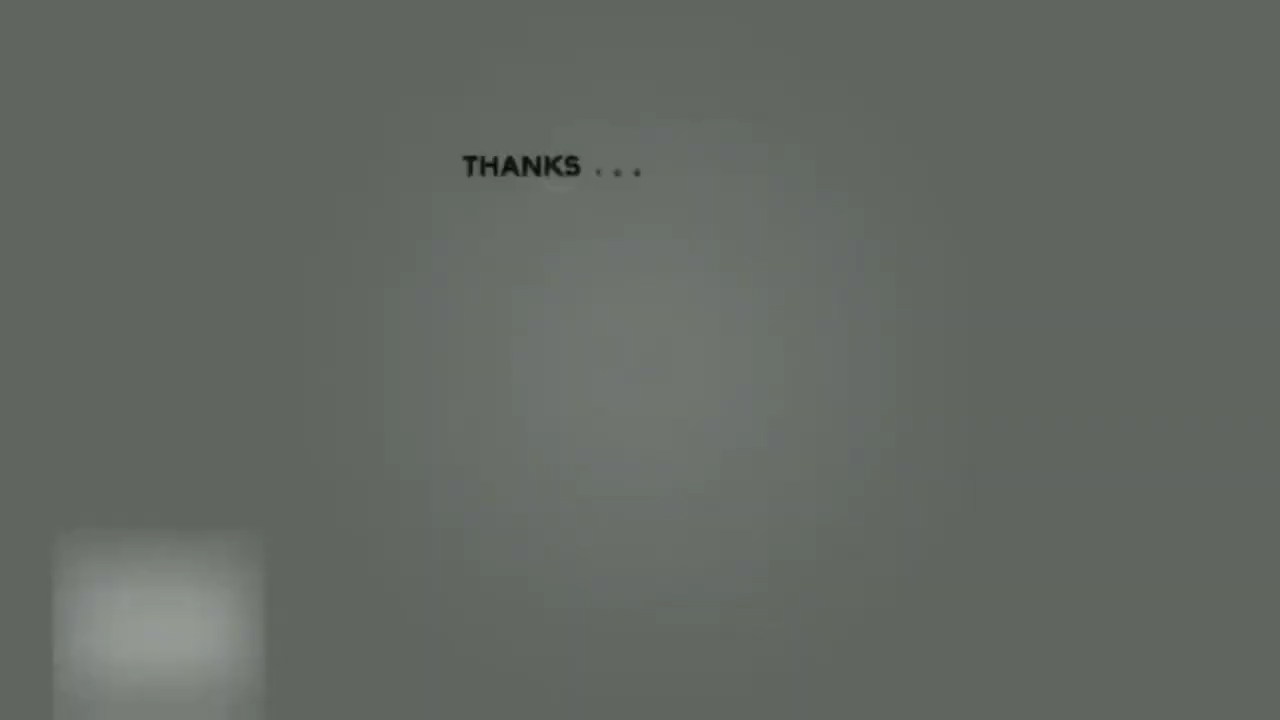 THANKS . . .